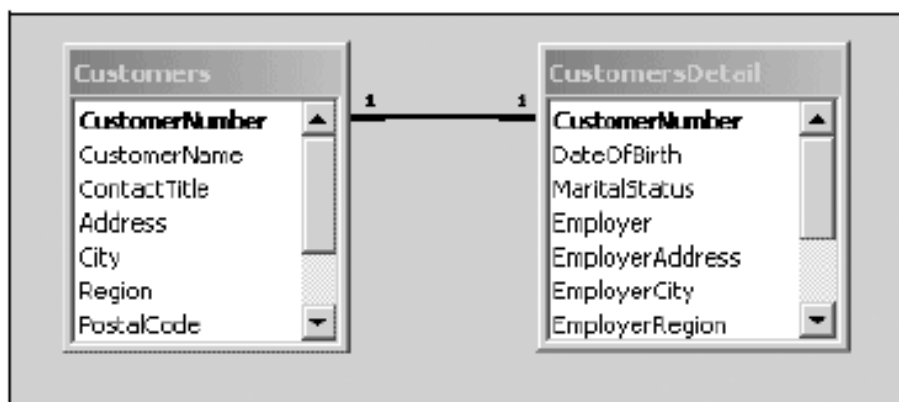 Customers
CustomerNumber
CustomerName
ContactTitle
Address
City
Region
PostalCode
1 1
CustomersDetail
CustomerNumber
DateOfBirth
MaritalStatus
Employer
EmployerAddress
EmployerCity
EmployerRegion